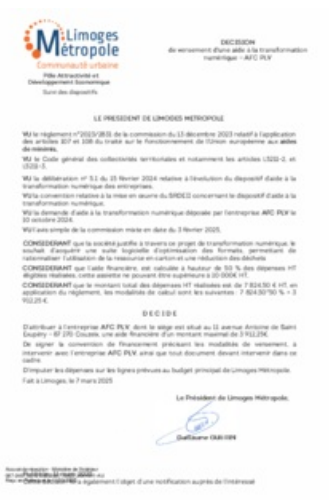 Limoges
Métropole
Communauté urbaine
Pôle Attractivité et
Développement Economique
Suivi des dispositifs
DECISION
de versement d'une aide à la transformation
numérique – AFC PLV
LE PRESIDENT DE LIMOGES METROPOLE
VU le règlement n°2023/2831 de la commission du 13 décembre 2023 relatif à l'application
des articles 107 et 108 du traité sur le fonctionnement de l'Union européenne aux aides
de minimis,
VU le Code général des collectivités territoriales et notamment les articles L5211-2, et
VU la délibération n° 5.1 du 15 février 2024 relative à l'évolution du dispositif d'aide à la
transformation numérique des entreprises.
VU la convention relative à la mise en œuvre du SRDEII concernant le dispositif d'aide à la
transformation numérique.
VU la demande d'aide à la transformation numérique déposée par l'entreprise AFC PLV le
10 octobre 2024,
VU l'avis simple de la commission mixte en date du 3 février 2025,
CONSIDERANT que la société justifie à travers ce projet de transformation numérique, le
souhait d'acquérir une suite logicielle d'optimisation des formats, permettant de
rationaliser l'utilisation de la ressource en carton et une réduction des déchets.
CONSIDERANT que l'aide financière, est calculée à hauteur de 50 % des dépenses HT
éligibles réalisées, cette assiette ne pouvant être supérieure à 10 000€ HT.
CONSIDERANT que le montant total des dépenses HT réalisées est de 7 824,50 € HT, en
application du règlement, les modalités de calcul sont les suivantes : 7 824,50*50 % = 3
912,25 €.
D E C I D E
D'attribuer à l'entreprise AFC PLV dont le siège est situé au 11 avenue Antoine de Saint
Exupéry – 87 270 Couzeix, une aide financière d'un montant maximal de 3 912,25€.
De signer la convention de financement précisant les modalités de versement, à
intervenir avec l'entreprise AFC PLV ainsi que tout document devant intervenir dans ce
cadre.
D'imputer les dépenses sur les lignes prévues au budget principal de Limoges Métropole.
Fait à Limoges, le 7 mars 2025
Le Président de Limoges Métropole,
Guillaume GUERIN
a également l'objet d'une notification auprès de l'intéressé